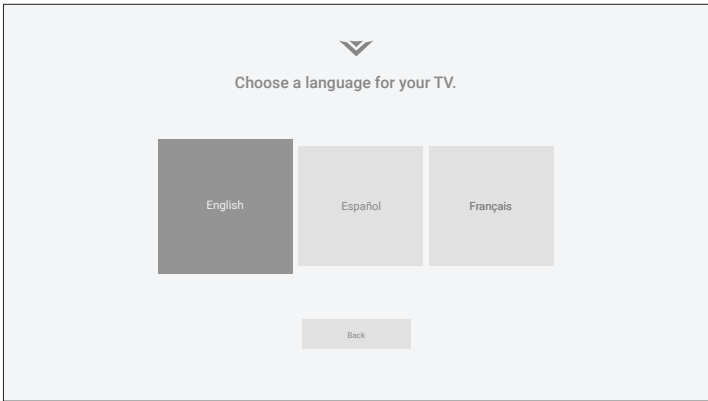 Choose a language for your TV.
English
Español
Français
Back